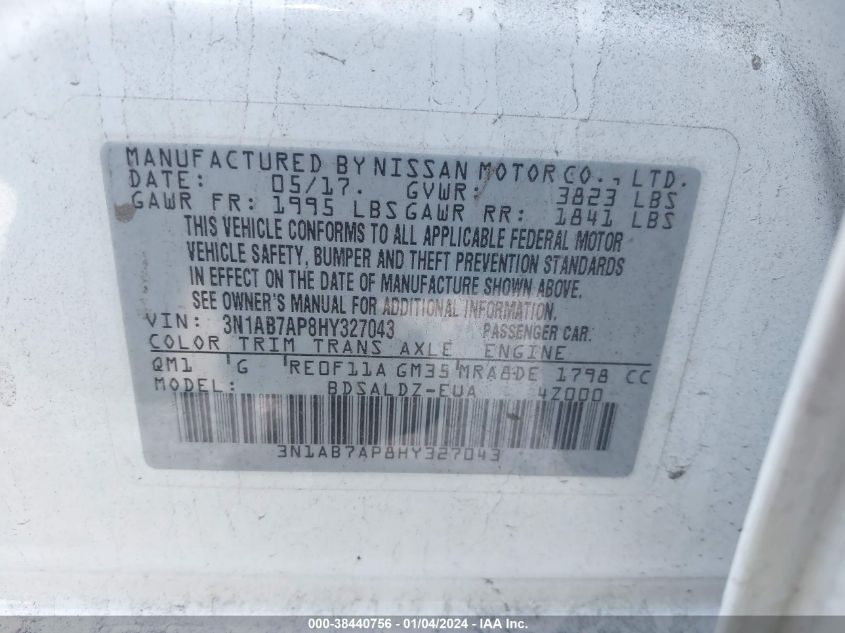 MANUFACTURED BY NISSAN MOTOR CO., LTD.
DATE: 05/17. GVWR: 3823 LBS
GAWR FR: 1995 LBS GAWR RR: 1841 LBS
THIS VEHICLE CONFORMS TO ALL APPLICABLE FEDERAL MOTOR
VEHICLE SAFETY, BUMPER AND THEFT PREVENTION STANDARDS
IN EFFECT ON THE DATE OF MANUFACTURE SHOWN ABOVE.
SEE OWNER'S MANUAL FOR ADDITIONAL INFORMATION.
VIN: 3N1AB7AP8HY327043 PASSENGER CAR.
COLOR TRIM TRANS AXLE ENGINE
QM1 G RE0F11A GM35 MRA8DE 1798 CC
MODEL: BDSALDZ-EUA 4Z000
3N1AB7AP8HY327043
000-38440756 - 01/04/2024 - IAA Inc.